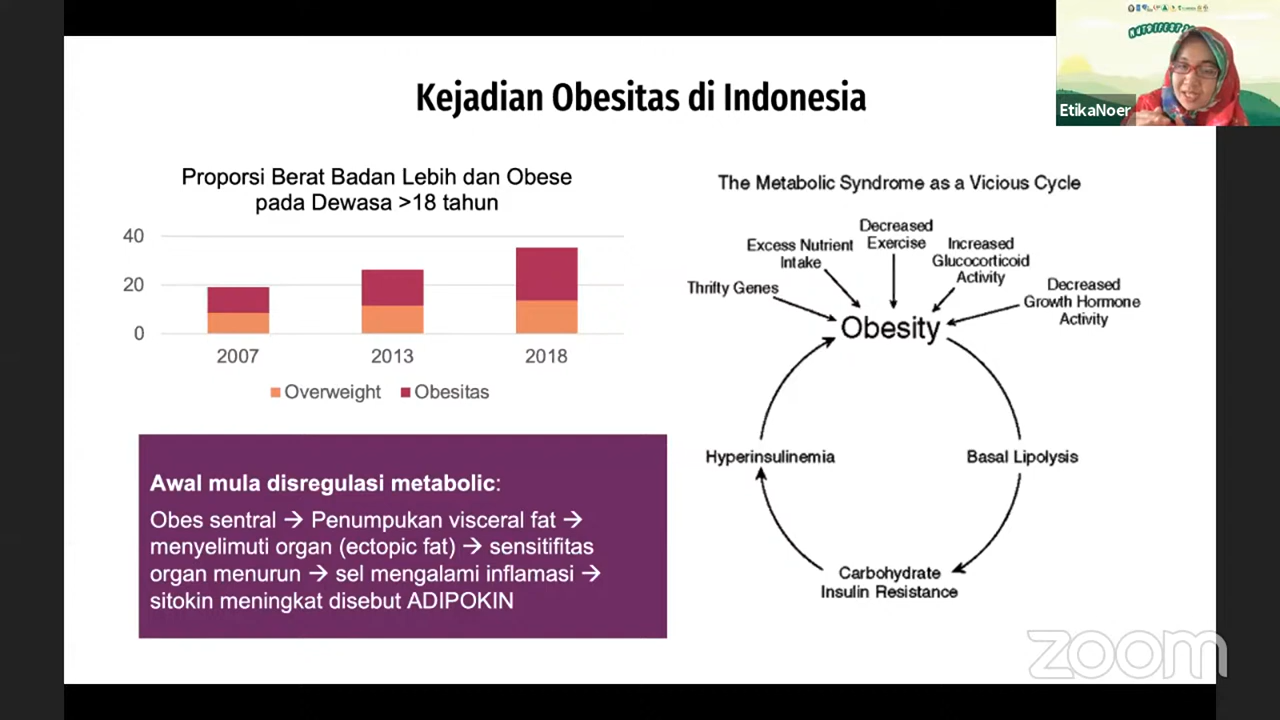 Kejadian Obesitas di Indonesia
EtikaNoer
Proporsi Berat Badan Lebih dan Obese
pada Dewasa >18 tahun
40
20
0
2007
2013
2018
Overweight
Obesitas
Awal mula disregulasi metabolic:
Obes sentral → Penumpukan visceral fat →
menyelimuti organ (ectopic fat) → sensitifitas
organ menurun → sel mengalami inflamasi →
sitokin meningkat disebut ADIPOKIN
The Metabolic Syndrome as a Vicious Cycle
Thrifty Genes
Excess Nutrient
Intake
Decreased
Exercise
Increased
Glucocorticoid
Activity
Decreased
Growth Hormone
Activity
Obesity
Hyperinsulinemia
Basal Lipolysis
Carbohydrate
Insulin Resistance
zoom